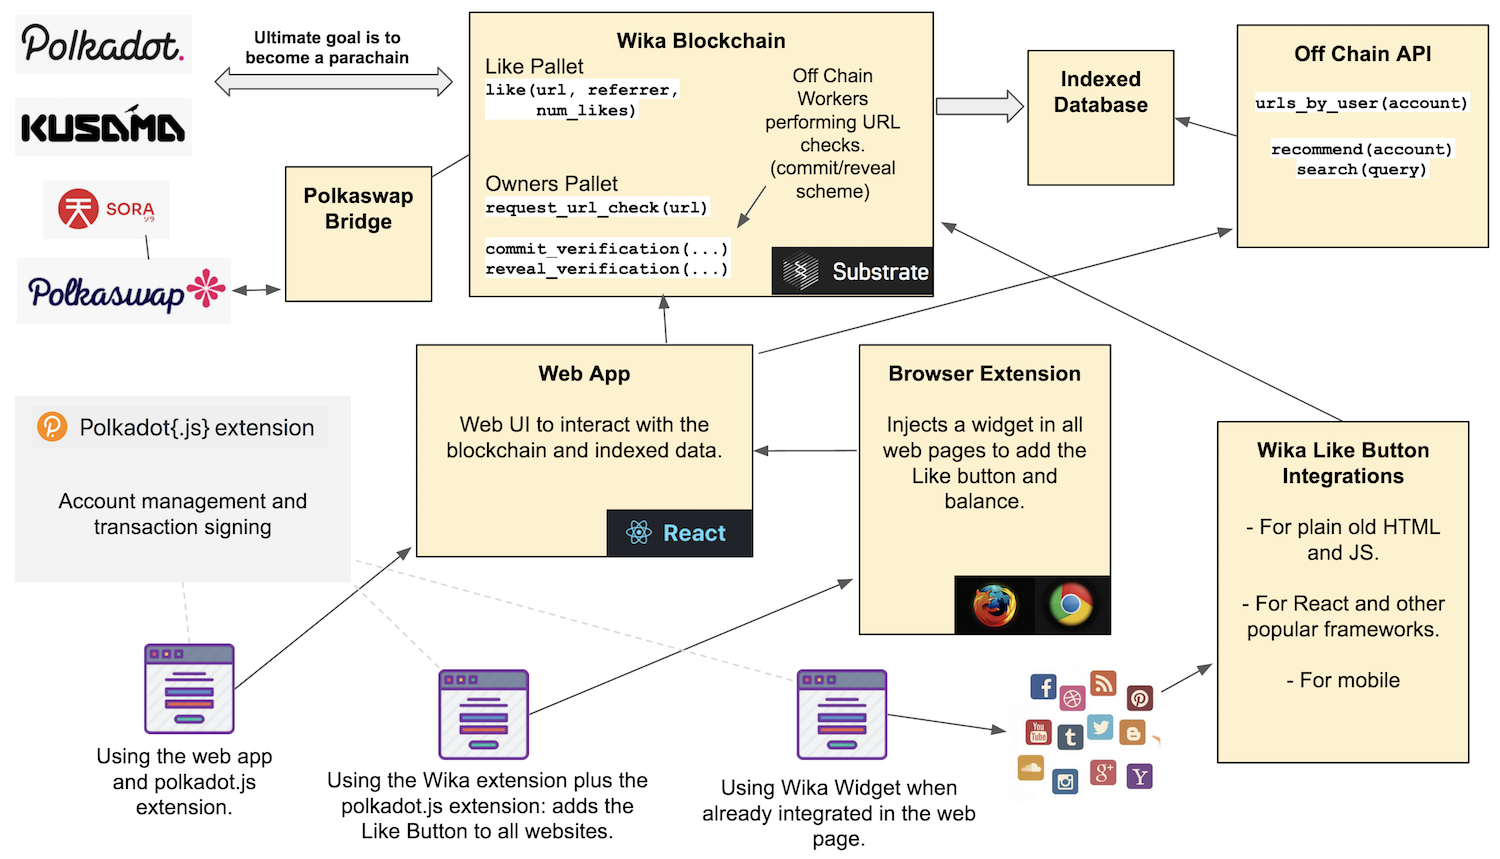 Polkadot.
KUSAMA
Ultimate goal is to
become a parachain
SORA
ソラ
Polkaswap
Polkaswap
Bridge
Wika Blockchain
Like Pallet
like(url, referrer,
num_likes)
Owners Pallet
request_url_check(url)
commit_verification(...)
reveal_verification(...)
Off Chain
Workers
performing URL
checks.
(commit/reveal
scheme)
Substrate
Indexed
Database
Off Chain API
urls_by_user(account)
recommend(account)
search(query)
Polkadot{.js} extension
Account management and
transaction signing
Web App
Web UI to interact with the
blockchain and indexed data.
React
Browser Extension
Injects a widget in all
web pages to add the
Like button and
balance.
Wika Like Button
Integrations
- For plain old HTML
and JS.
- For React and other
popular frameworks.
- For mobile
Using the web app
and polkadot.js
extension.
Using the Wika extension plus the
polkadot.js extension: adds the
Like Button to all websites.
Using Wika Widget when
already integrated in the web
page.
You
Tube